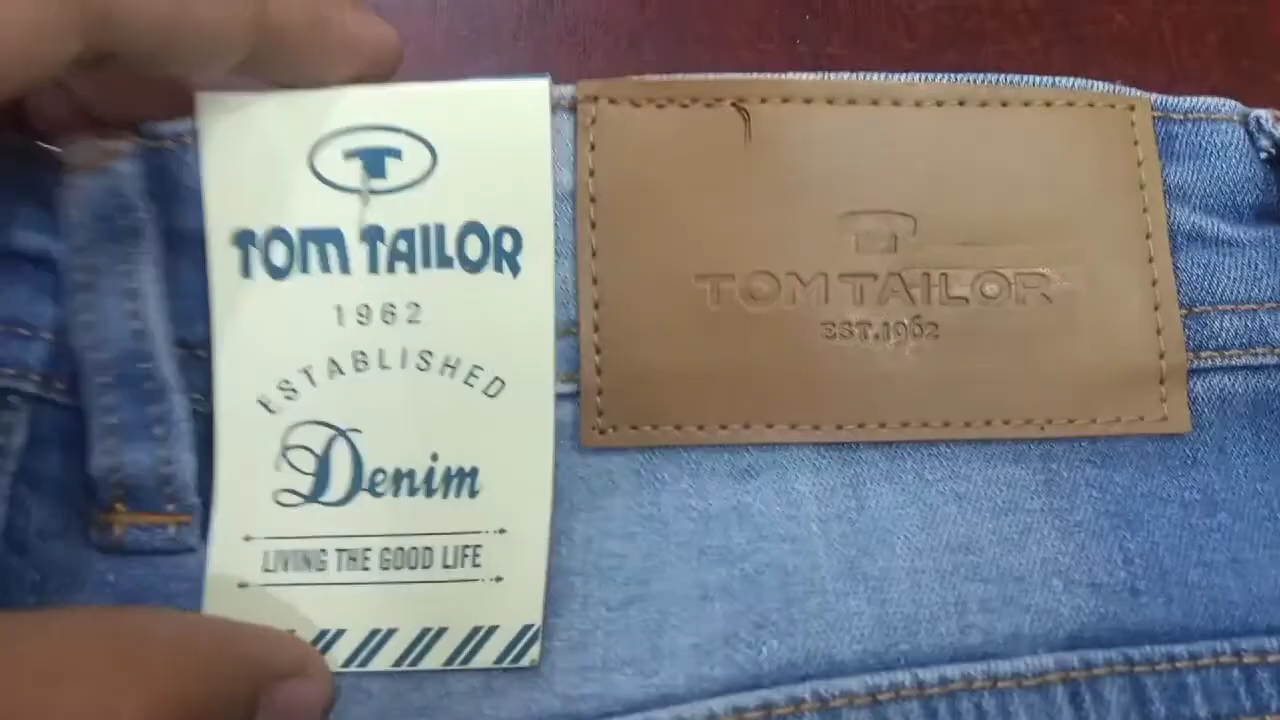 T
TOM TAILOR
1962
ESTABLISHED
Denim
LIVING THE GOOD LIFE
T
TOM TAILOR
EST.1962